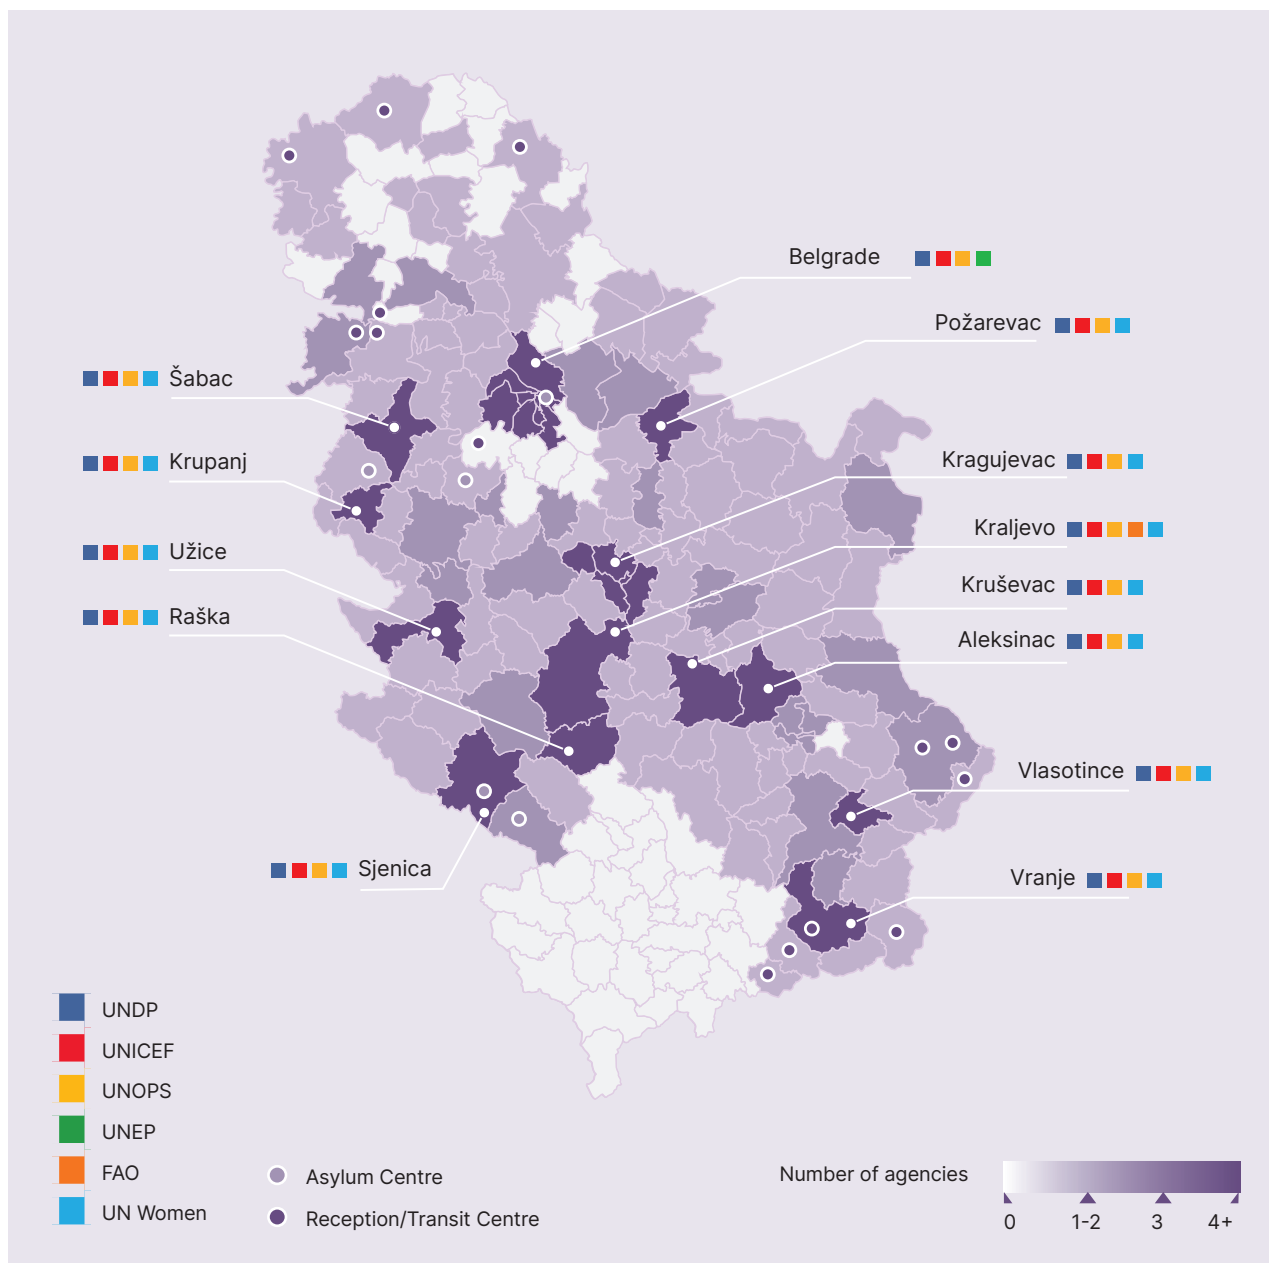 Belgrade
Požarevac
Šabac
Krupanj
Kragujevac
Kraljevo
Užice
Kruševac
Raška
Aleksinac
Vlasotince
Sjenica
Vranje
UNDP
UNICEF
UNOPS
UNEP
FAO
UN Women
Asylum Centre
Reception/Transit Centre
Number of agencies
0 1-2 3 4+